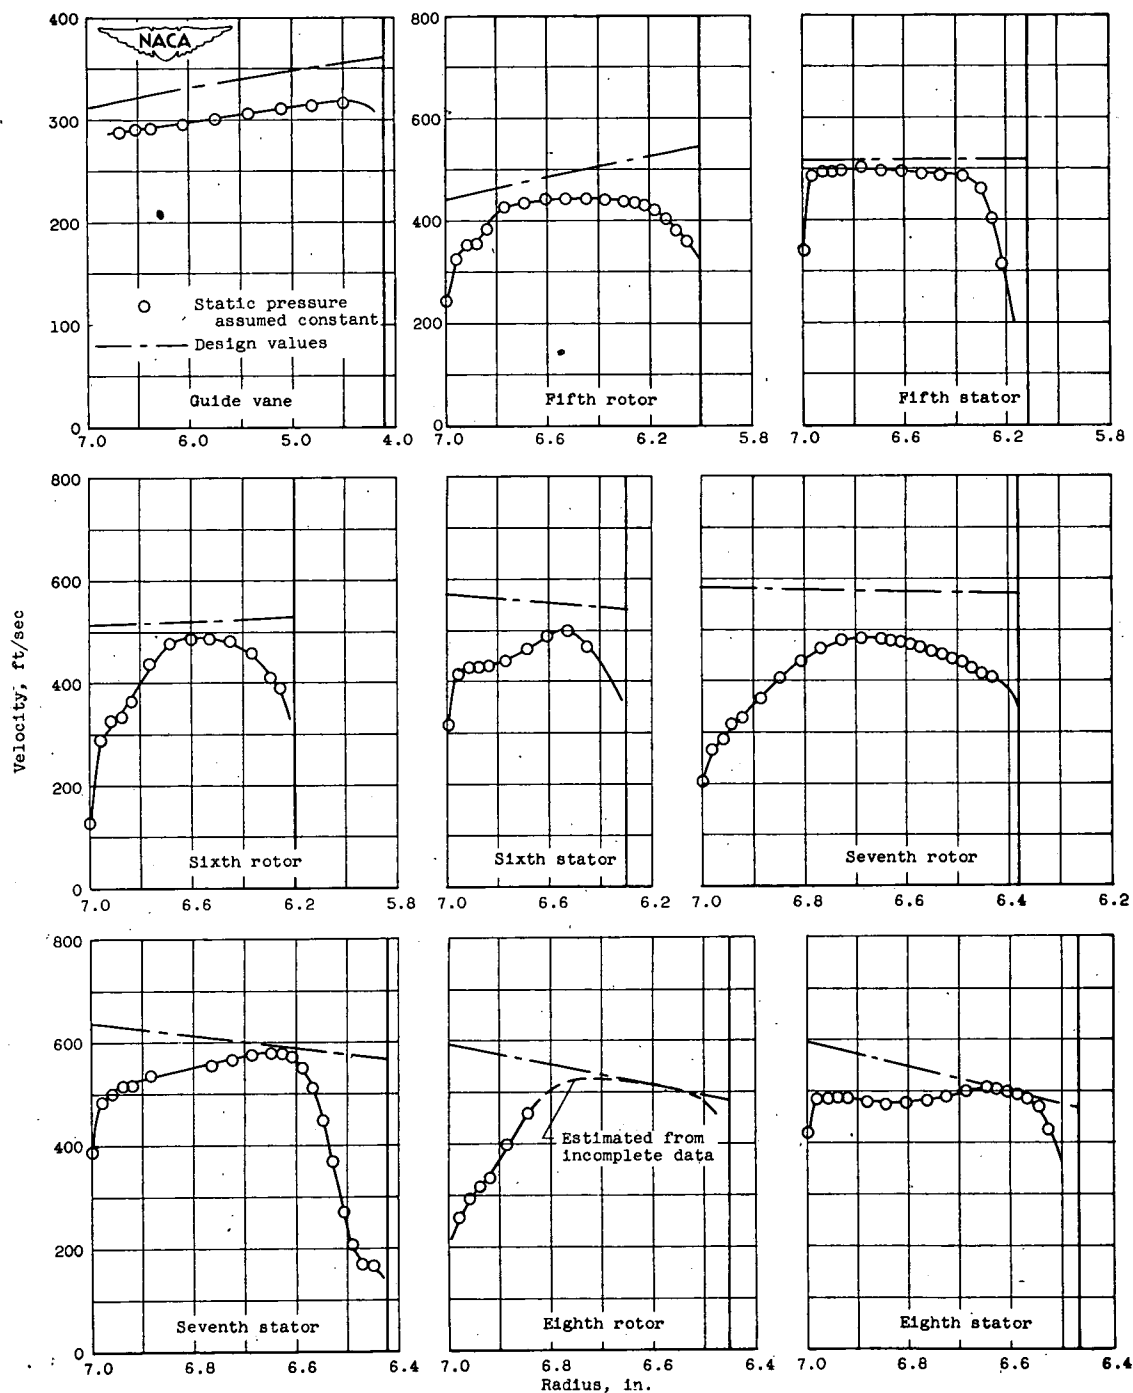 400
NACA
300
200
Static pressure
assumed constant
100
Design values
Guide vane
0
7.0 6.0 5.0 4.0
800
600
400
200
Fifth rotor
0
7.0 6.6 6.2 5.8
Fifth stator
7.0 6.6 6.2 5.8
Velocity, ft/sec
800
600
400
200
Sixth rotor
0
7.0 6.6 6.2 5.8
Sixth stator
7.0 6.6 6.2
Seventh rotor
7.0 6.8 6.6 6.4 6.2
800
600
400
200
Seventh stator
0
7.0 6.8 6.6 6.4
Estimated from
incomplete data
Eighth rotor
7.0 6.8 6.6 6.4
Eighth stator
7.0 6.8 6.6 6.4
Radius, in.